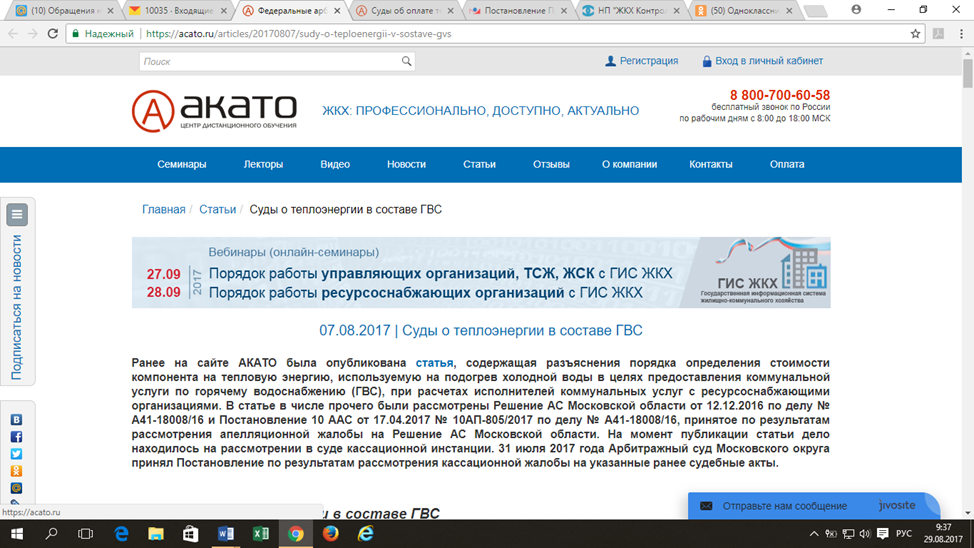 (10) Обращения к
10035 - Входящие
Федеральные арб
Суды об оплате т
Постановление П
НП "ЖКХ Контрол
(50) Одноклассни
Надежный https://acato.ru/articles/20170807/sudy-o-teploenergii-v-sostave-gvs
Поиск
Регистрация
Вход в личный кабинет
АКАТО
ЦЕНТР ДИСТАНЦИОННОГО ОБУЧЕНИЯ
ЖКХ: ПРОФЕССИОНАЛЬНО, ДОСТУПНО, АКТУАЛЬНО
8 800-700-60-58
бесплатный звонок по России
по рабочим дням с 8:00 до 18:00 МСК
Семинары Лекторы Видео Новости Статьи Отзывы О компании Контакты Оплата
Подписаться на новости
Главная / Статьи / Суды о теплоэнергии в составе ГВС
Вебинары (онлайн-семинары)
27.09 Порядок работы управляющих организаций, ТСЖ, ЖСК с ГИС ЖКХ
28.09 Порядок работы ресурсоснабжающих организаций с ГИС ЖКХ
2017
ГИС ЖКХ
Государственная информационная система
жилищно-коммунального хозяйства
07.08.2017 | Суды о теплоэнергии в составе ГВС
Ранее на сайте АКАТО была опубликована статья, содержащая разъяснения порядка определения стоимости
компонента на тепловую энергию, используемую на подогрев холодной воды в целях предоставления коммунальной
услуги по горячему водоснабжению (ГВС), при расчетах исполнителей коммунальных услуг с ресурсоснабжающими
организациями. В статье в числе прочего были рассмотрены Решение АС Московской области от 12.12.2016 по делу №
А41-18008/16 и Постановление 10 ААС от 17.04.2017 № 10АП-805/2017 по делу № А41-18008/16, принятое по результатам
рассмотрения апелляционной жалобы на Решение АС Московской области. На момент публикации статьи дело
находилось на рассмотрении в суде кассационной инстанции. 31 июля 2017 года Арбитражный суд Московского округа
принял Постановление по результатам рассмотрения кассационной жалобы на указанные ранее судебные акты.
и в составе ГВС
https://acato.ru
Отправьте нам сообщение
jivosite
РУС
9:37
29.08.2017